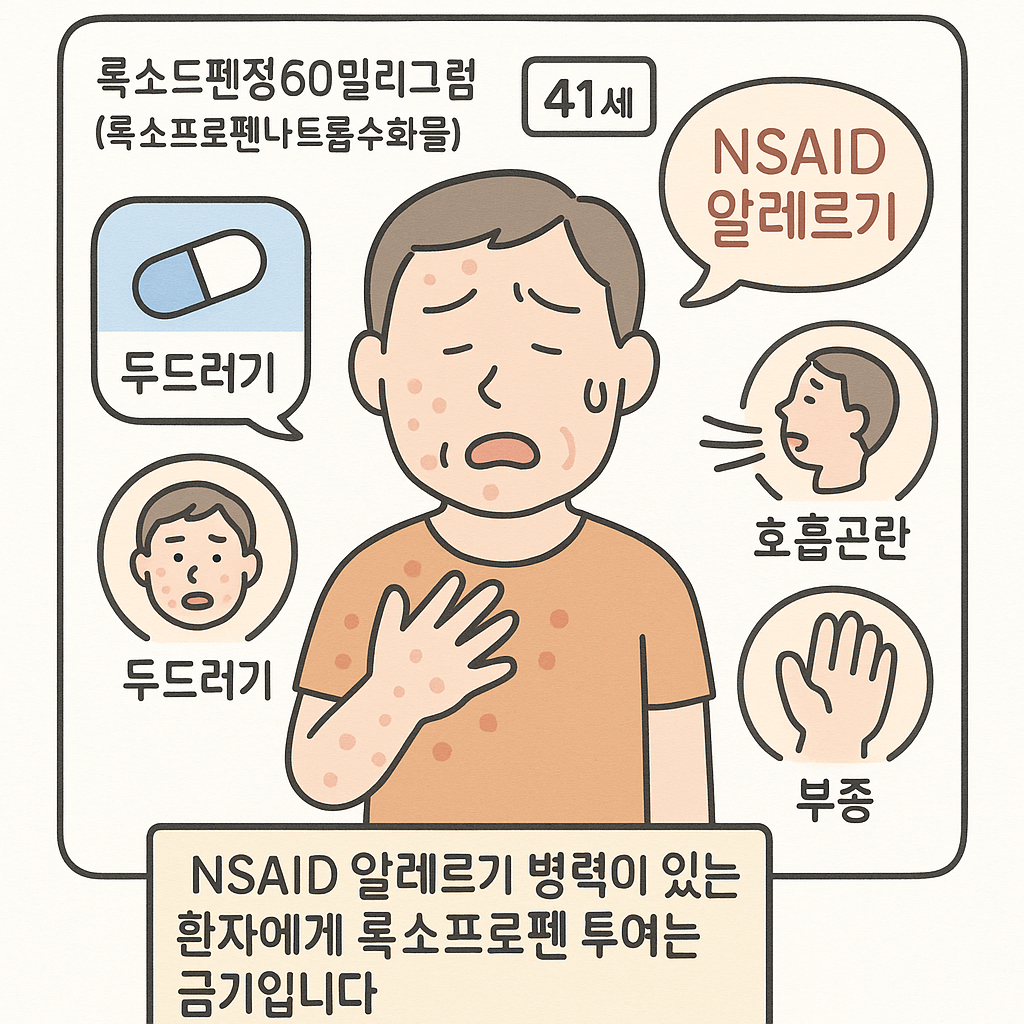 록소드펜정60밀리그럼
(록소프로펜나트롬수화믈)
41세
NSAID
알레르기
두드러기
호흡곤란
두드러기
부종
NSAID 알레르기 병력이 있는
환자에게 록소프로펜 투여는
금기입니다